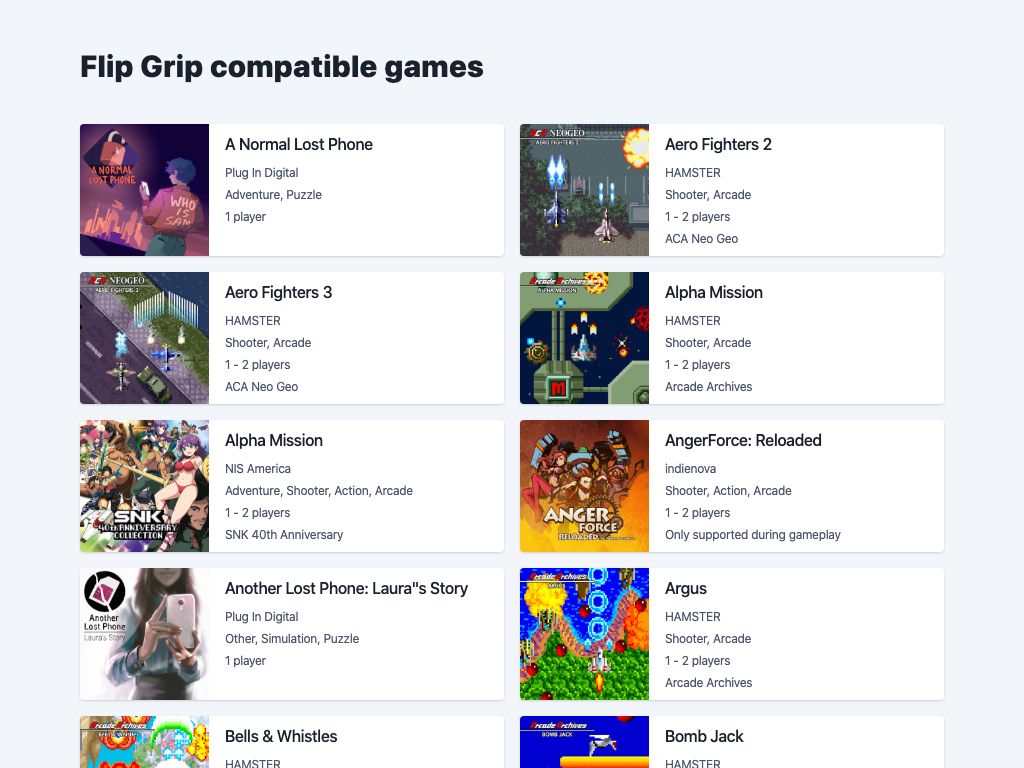 Flip Grip compatible games
A NORMAL
LOST PHONE
WHO
IS
SAM
A Normal Lost Phone
Plug In Digital
Adventure, Puzzle
1 player
ACA NEOGEO
AERO FIGHTERS 2
Aero Fighters 2
HAMSTER
Shooter, Arcade
1 - 2 players
ACA Neo Geo
ACA NEOGEO
AERO FIGHTERS 3
Aero Fighters 3
HAMSTER
Shooter, Arcade
1 - 2 players
ACA Neo Geo
Arcade Archives
ALPHA MISSION
M
Alpha Mission
HAMSTER
Shooter, Arcade
1 - 2 players
Arcade Archives
SNK
40th ANNIVERSARY
COLLECTION
Alpha Mission
NIS America
Adventure, Shooter, Action, Arcade
1 - 2 players
SNK 40th Anniversary
ANGER
FORCE
RELOADED
AngerForce: Reloaded
indienova
Shooter, Action, Arcade
1 - 2 players
Only supported during gameplay
Another
Lost Phone
Laura's Story
Another Lost Phone: Laura"s Story
Plug In Digital
Other, Simulation, Puzzle
1 player
Arcade Archives
ARGUS
Argus
HAMSTER
Shooter, Arcade
1 - 2 players
Arcade Archives
Arcade Archives
BELLS & WHISTLES
Bells & Whistles
HAMSTER
Arcade Archives
BOMB JACK
Bomb Jack
HAMSTER